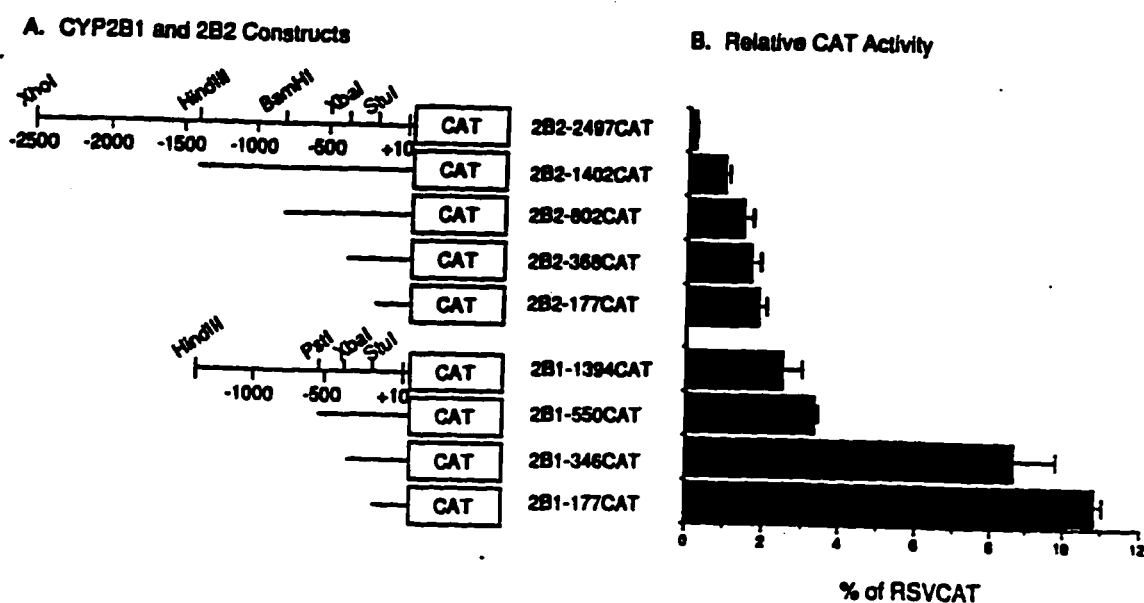 A. CYP2B1 and 2B2 Constructs
B. Relative CAT Activity
XhoI HindIII BamHI XbaI StuI
-2500 -2000 -1500 -1000 -500 +10
CAT 2B2-2497CAT
CAT 2B2-1402CAT
CAT 2B2-802CAT
CAT 2B2-368CAT
CAT 2B2-177CAT
HindIII PstI XbaI StuI
-1000 -500 +10
CAT 2B1-1394CAT
CAT 2B1-550CAT
CAT 2B1-346CAT
CAT 2B1-177CAT
0 2 4 6 8 10 12
% of RSVCAT